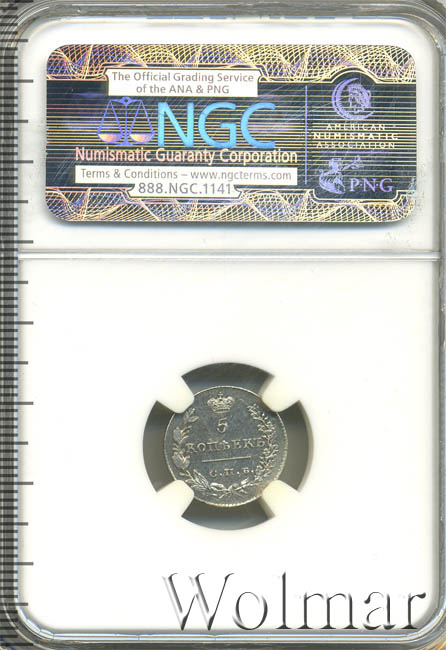 The Official Grading Service
of the ANA & PNG
NGC
Numismatic Guaranty Corporation
Terms & Conditions – www.ngcterms.com
888.NGC.1141
AMERICAN
NUMISMATIC
ASSOCIATION
PNG
5
КОПѢЕКЪ
С.П.Б.
Wolmar